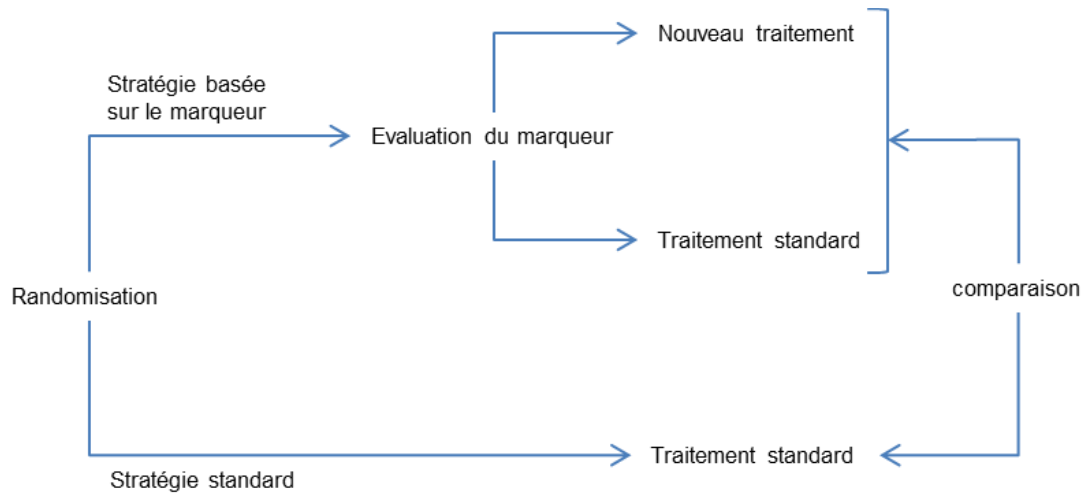 Nouveau traitement
Stratégie basée
sur le marqueur
Evaluation du marqueur
Traitement standard
Randomisation
comparaison
Traitement standard
Stratégie standard